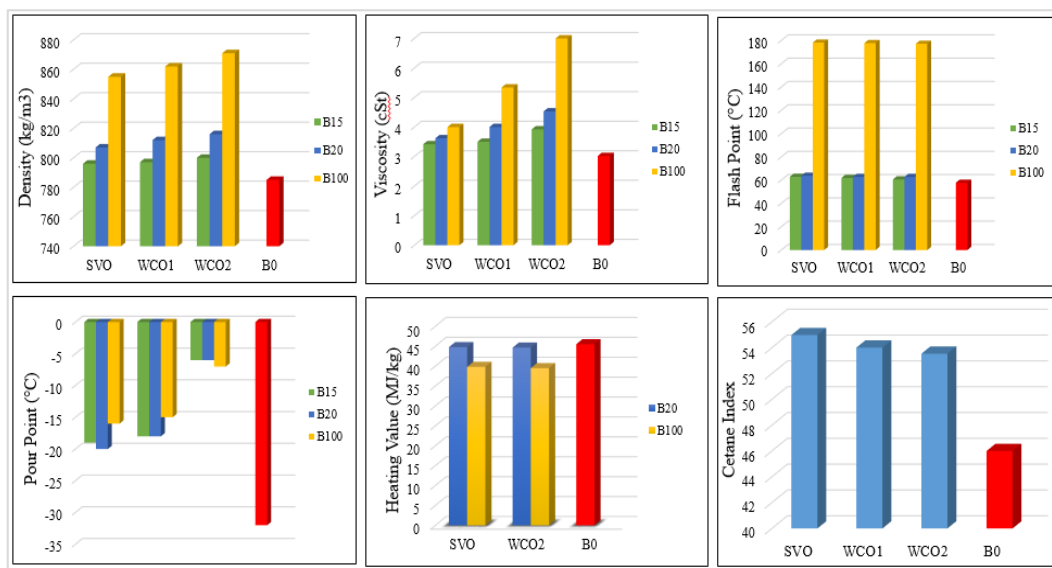 Density (kg/m3)
880
860
840
820
800
780
760
740
SVO WCO1 WCO2 B0
B15
B20
B100
Viscosity (cSt)
7
6
5
4
3
2
1
0
SVO WCO1 WCO2 B0
B15
B20
B100
Flash Point (°C)
180
160
140
120
100
80
60
40
20
0
SVO WCO1 WCO2 B0
B15
B20
B100
Pour Point (°C)
-0
-5
-10
-15
-20
-25
-30
-35
B15
B20
B100
Heating Value (MJ/kg)
50
45
40
35
30
25
20
15
10
5
0
SVO WCO2 B0
B20
B100
Cetane Index
56
54
52
50
48
46
44
42
40
SVO WCO1 WCO2 B0